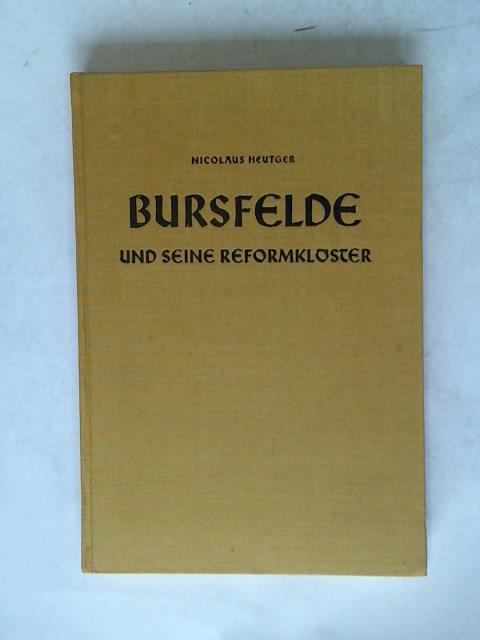 NICOLAUS HEUTGER
BURSFELDE
UND SEINE REFORMKLÖSTER